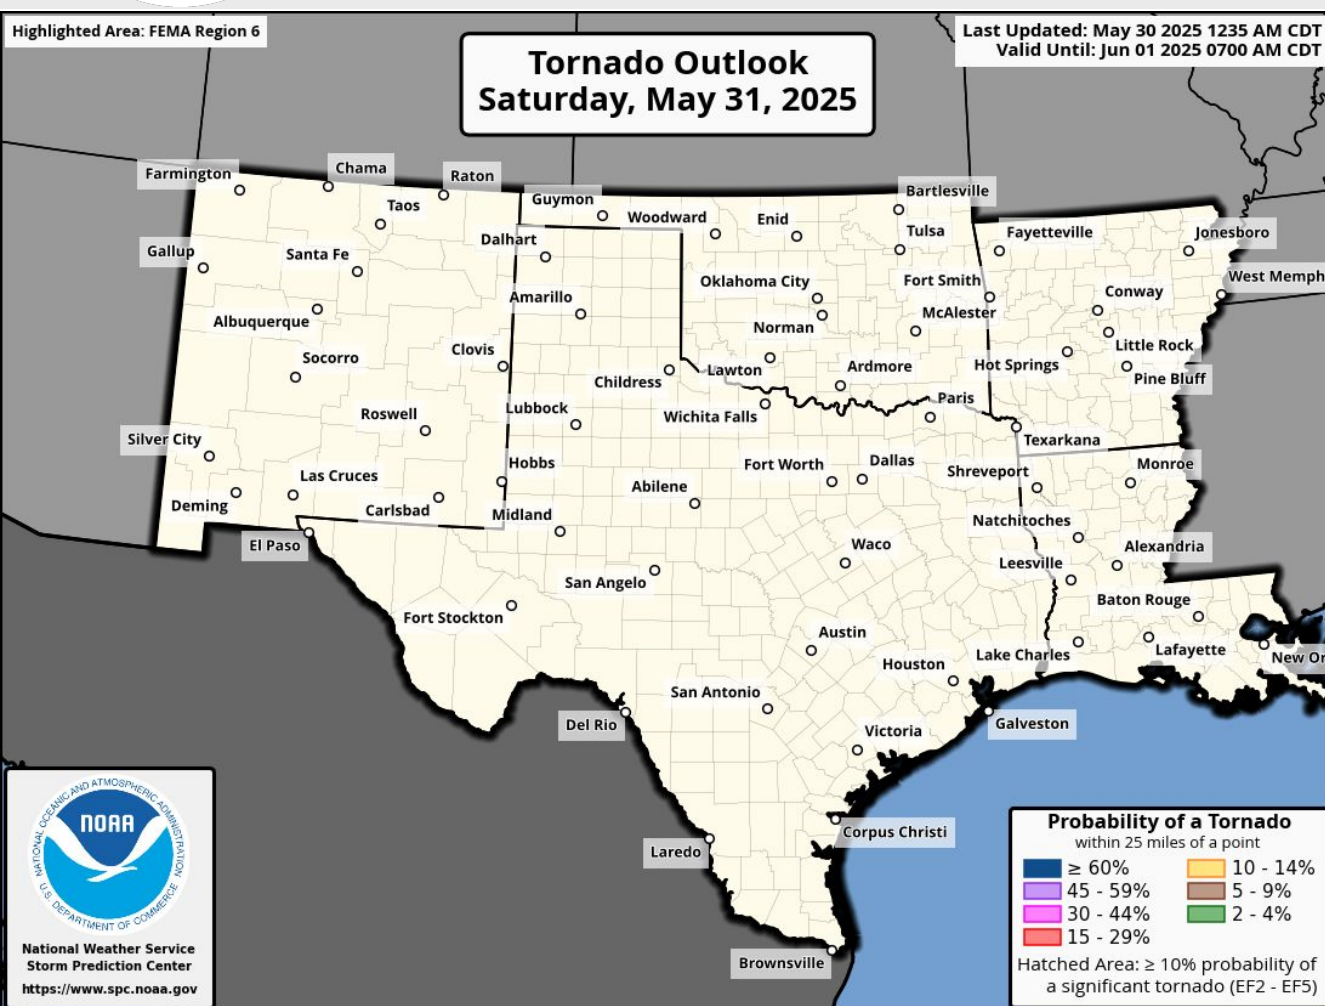 Highlighted Area: FEMA Region 6
Last Updated: May 30 2025 1235 AM CDT
Valid Until: Jun 01 2025 0700 AM CDT
Tornado Outlook
Saturday, May 31, 2025
Farmington
Chama
Raton
Taos
Guymon
Woodward
Enid
Bartlesville
Tulsa
Fayetteville
Jonesboro
Gallup
Santa Fe
Dalhart
Oklahoma City
Fort Smith
West Memph
Amarillo
Conway
Albuquerque
Norman
McAlester
Little Rock
Socorro
Clovis
Childress
Lawton
Ardmore
Hot Springs
Pine Bluff
Roswell
Lubbock
Wichita Falls
Paris
Silver City
Texarkana
Las Cruces
Hobbs
Fort Worth
Dallas
Shreveport
Monroe
Deming
Carlsbad
Midland
Abilene
Natchitoches
El Paso
Waco
Alexandria
San Angelo
Leesville
Fort Stockton
Baton Rouge
Austin
Houston
Lake Charles
Lafayette
New Or
San Antonio
Del Rio
Galveston
Victoria
Corpus Christi
Laredo
Brownsville
NATIONAL OCEANIC AND ATMOSPHERIC ADMINISTRATION
NOAA
U.S. DEPARTMENT OF COMMERCE
National Weather Service
Storm Prediction Center
https://www.spc.noaa.gov
Probability of a Tornado
within 25 miles of a point
≥ 60%
45 - 59%
30 - 44%
15 - 29%
10 - 14%
5 - 9%
2 - 4%
Hatched Area: ≥ 10% probability of
a significant tornado (EF2 - EF5)